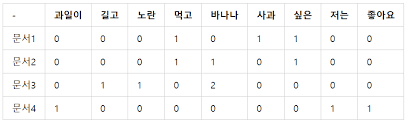 - 과일이 길고 노란 먹고 바나나 사과 싶은 저는 좋아요
문서1 0 0 0 1 0 1 1 0 0
문서2 0 0 0 1 1 0 1 0 0
문서3 0 1 1 0 2 0 0 0 0
문서4 1 0 0 0 0 0 0 1 1